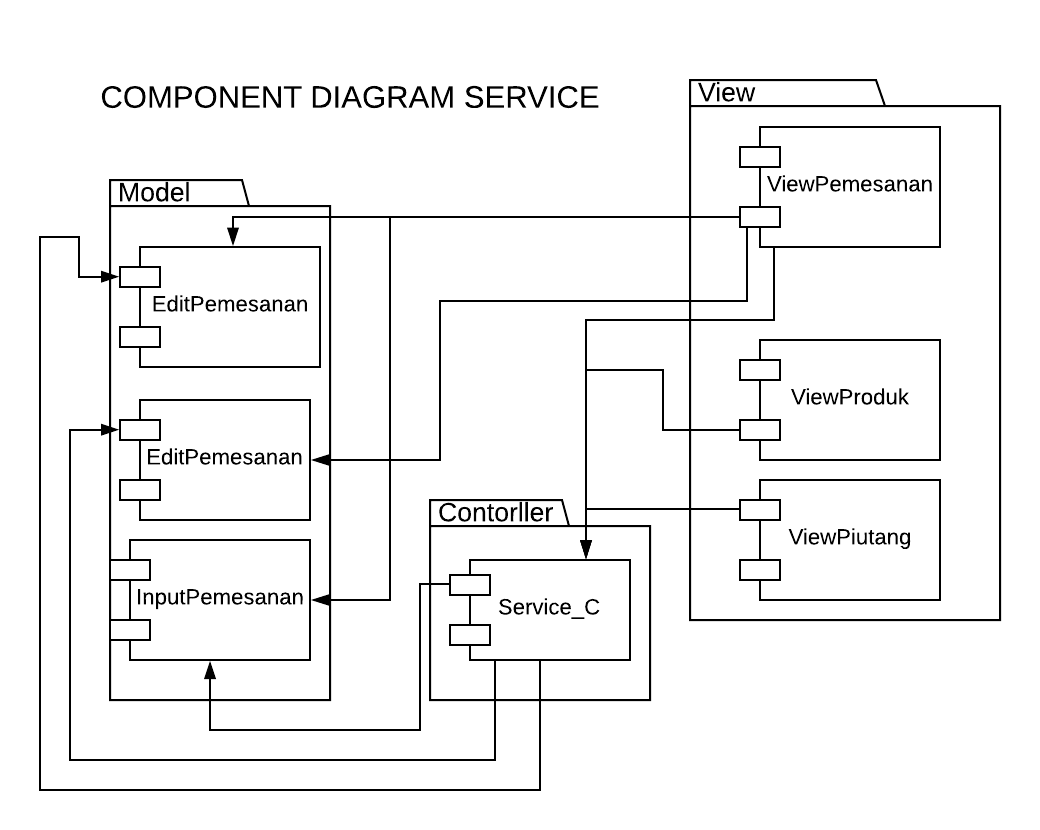 COMPONENT DIAGRAM SERVICE
View
ViewPemesanan
ViewProduk
ViewPiutang
Model
EditPemesanan
EditPemesanan
InputPemesanan
Contorller
Service_C